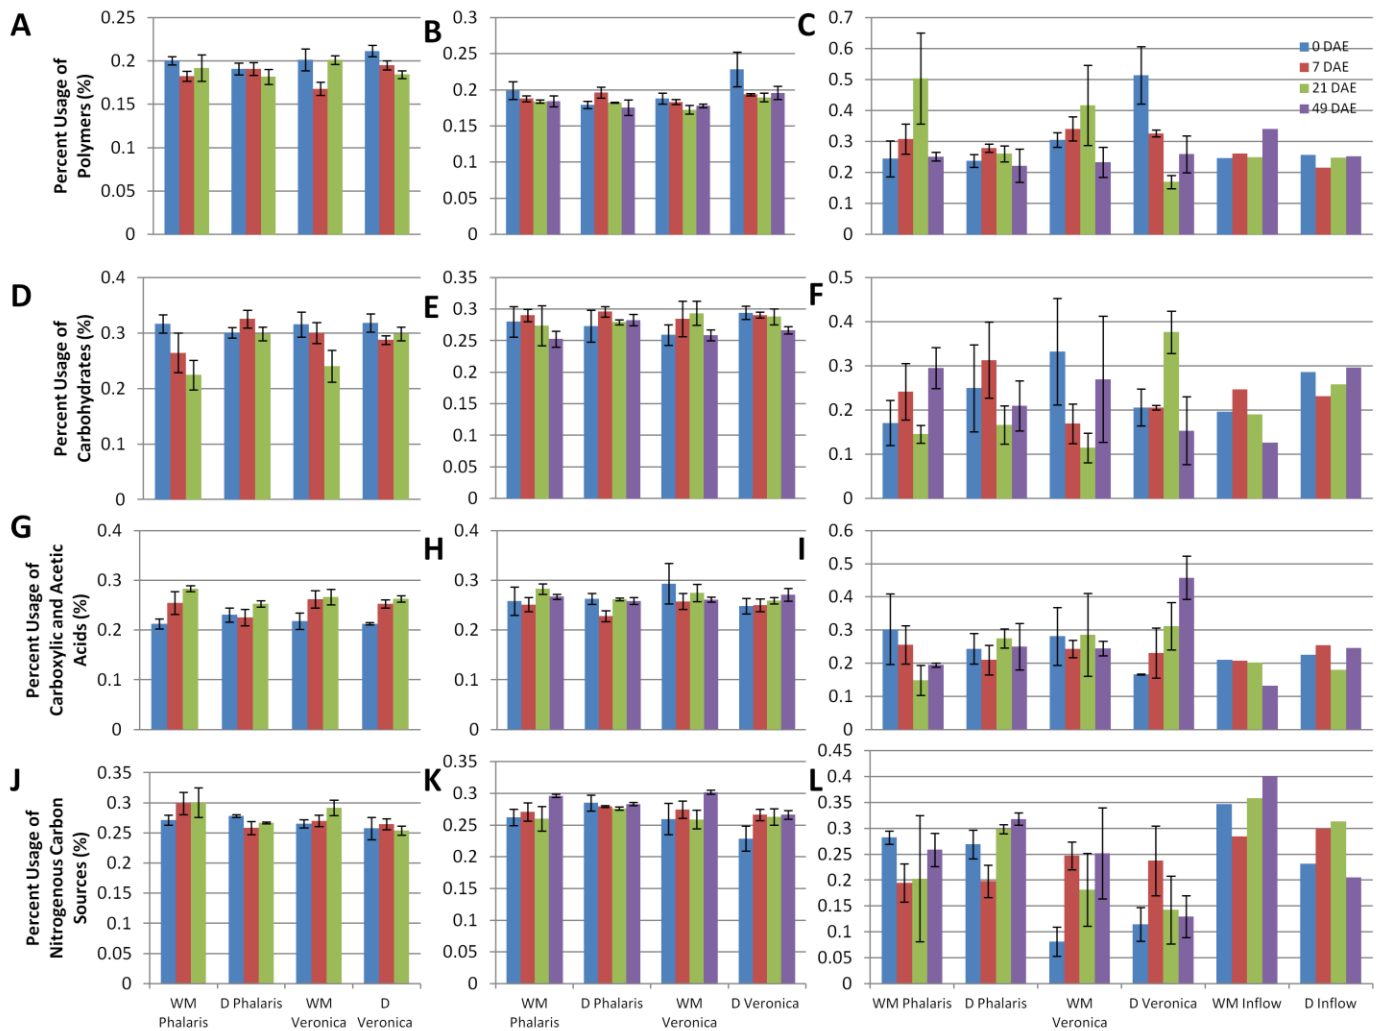 A
Percent Usage of
Polymers (%)
0.25
0.2
0.15
0.1
0.05
0
B
0.3
0.25
0.2
0.15
0.1
0.05
0
C
0.7
0.6
0.5
0.4
0.3
0.2
0.1
0
0 DAE
7 DAE
21 DAE
49 DAE
D
Percent Usage of
Carbohydrates (%)
0.4
0.3
0.2
0.1
0
E
0.35
0.3
0.25
0.2
0.15
0.1
0.05
0
F
0.5
0.4
0.3
0.2
0.1
0
G
Percent Usage of
Carboxylic and Acetic
Acids (%)
0.4
0.3
0.2
0.1
0
H
0.4
0.3
0.2
0.1
0
I
0.6
0.5
0.4
0.3
0.2
0.1
0
J
Percent Usage of
Nitrogenous Carbon
Sources (%)
0.35
0.3
0.25
0.2
0.15
0.1
0.05
0
WM
Phalaris
D Phalaris
WM
Veronica
D
Veronica
K
0.35
0.3
0.25
0.2
0.15
0.1
0.05
0
WM
Phalaris
D Phalaris
WM
Veronica
D Veronica
L
0.45
0.4
0.35
0.3
0.25
0.2
0.15
0.1
0.05
0
WM Phalaris
D Phalaris
WM
Veronica
D Veronica
WM Inflow
D Inflow